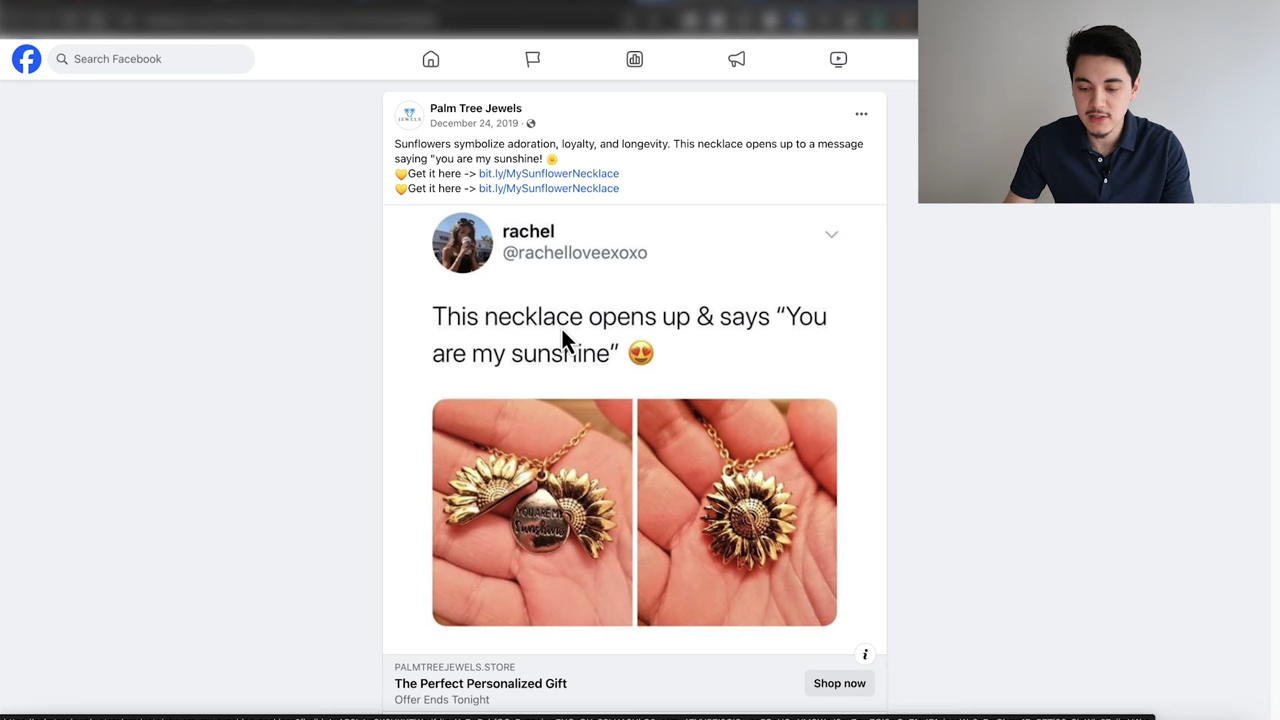 Search Facebook
Palm Tree Jewels
December 24, 2019 ·
Sunflowers symbolize adoration, loyalty, and longevity. This necklace opens up to a message
saying "you are my sunshine! 🌞
💛Get it here -> bit.ly/MySunflowerNecklace
💛Get it here -> bit.ly/MySunflowerNecklace
JEWELS
rachel
@rachelloveexoxo
This necklace opens up & says “You
are my sunshine” 😍
YOU ARE MY
Sunshine
PALMTREEJEWELS.STORE
The Perfect Personalized Gift
Offer Ends Tonight
Shop now